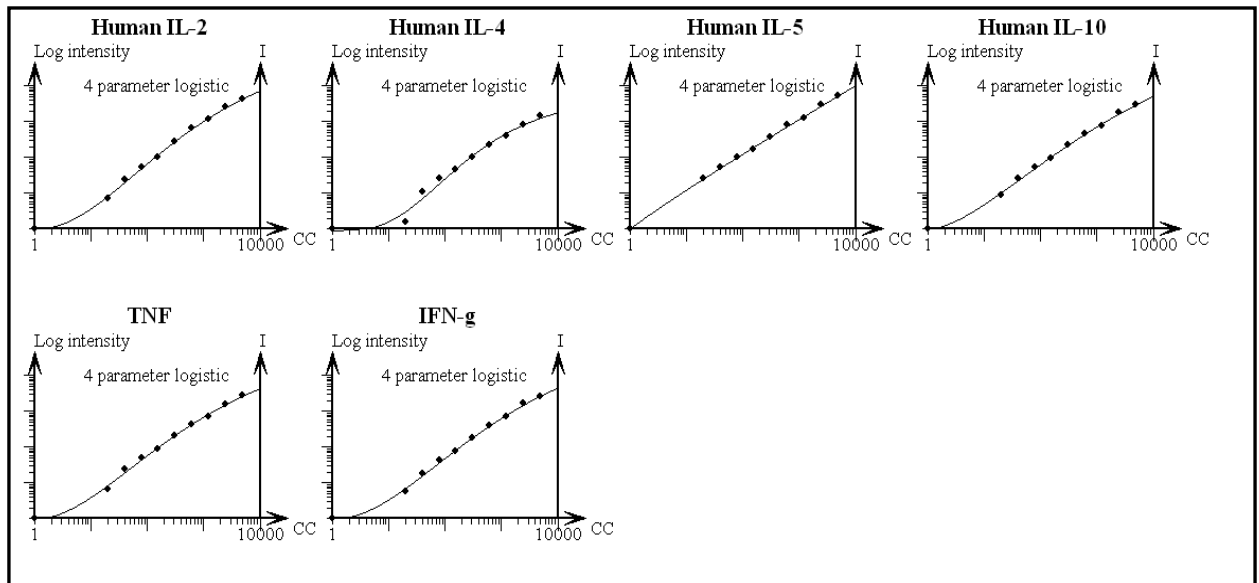 Human IL-2
Human IL-4
Human IL-5
Human IL-10
Log intensity
I
Log intensity
I
Log intensity
I
Log intensity
I
4 parameter logistic
4 parameter logistic
4 parameter logistic
4 parameter logistic
1
10000
CC
1
10000
CC
1
10000
CC
1
10000
CC
TNF
IFN-g
Log intensity
I
Log intensity
I
4 parameter logistic
4 parameter logistic
1
10000
CC
1
10000
CC